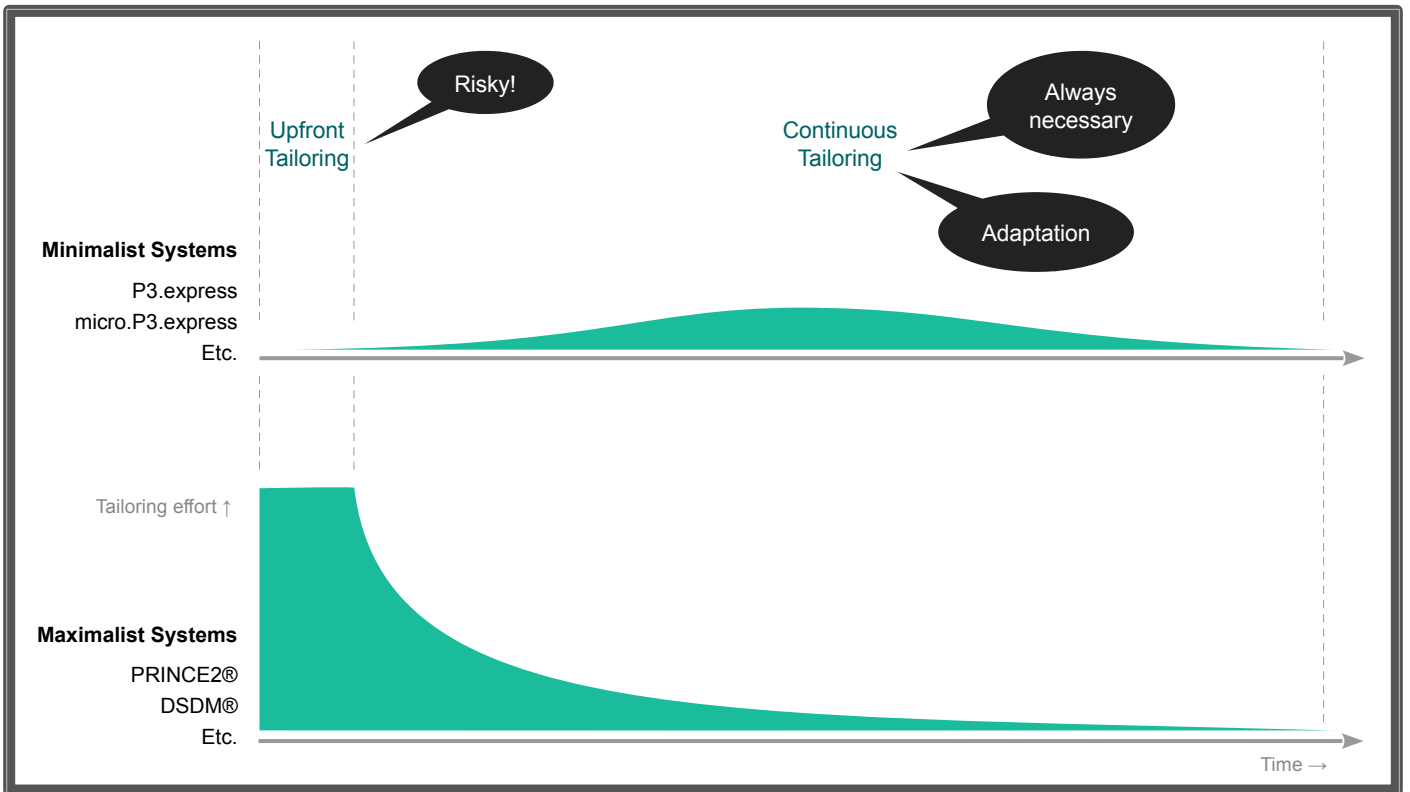 Risky!
Upfront
Tailoring
Continuous
Tailoring
Always
necessary
Adaptation
Minimalist Systems
P3.express
micro.P3.express
Etc.
Tailoring effort ↑
Maximalist Systems
PRINCE2®
DSDM®
Etc.
Time →